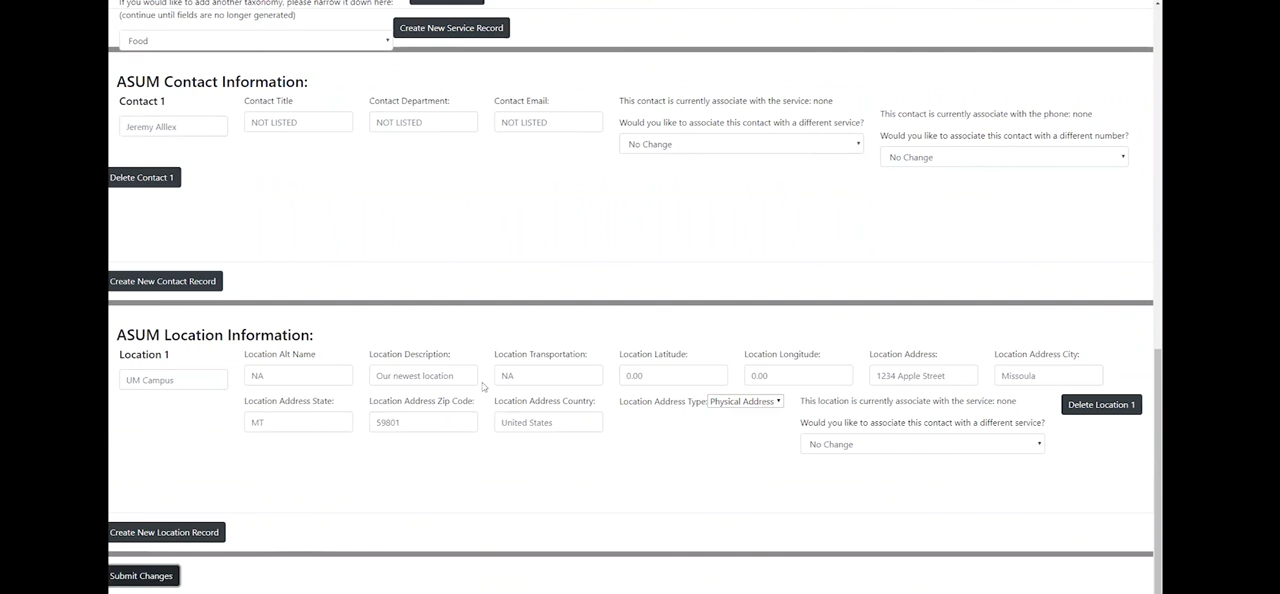 If you would like to add another taxonomy, please narrow it down here:
(continue until fields are no longer generated)
Create New Service Record
Food
ASUM Contact Information:
Contact 1
Contact Title
Contact Department:
Contact Email:
This contact is currently associate with the service: none
This contact is currently associate with the phone: none
Jeremy Alllex
NOT LISTED
NOT LISTED
NOT LISTED
Would you like to associate this contact with a different service?
Would you like to associate this contact with a different number?
No Change
No Change
Delete Contact 1
Create New Contact Record
ASUM Location Information:
Location 1
Location Alt Name
Location Description:
Location Transportation:
Location Latitude:
Location Longitude:
Location Address:
Location Address City:
UM Campus
NA
Our newest location
NA
0.00
0.00
1234 Apple Street
Missoula
Location Address State:
Location Address Zip Code:
Location Address Country:
Location Address Type:
Physical Address
This location is currently associate with the service: none
Delete Location 1
MT
59801
United States
Would you like to associate this contact with a different service?
No Change
Create New Location Record
Submit Changes